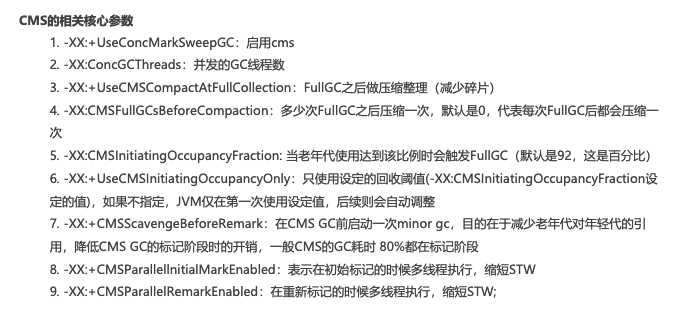 CMS的相关核心参数
1. -XX:+UseConcMarkSweepGC：启用cms
2. -XX:ConcGCThreads：并发的GC线程数
3. -XX:+UseCMSCompactAtFullCollection：FullGC之后做压缩整理（减少碎片）
4. -XX:CMSFullGCsBeforeCompaction：多少次FullGC之后压缩一次，默认是0，代表每次FullGC后都会压缩一
次
5. -XX:CMSInitiatingOccupancyFraction: 当老年代使用达到该比例时会触发FullGC（默认是92，这是百分比）
6. -XX:+UseCMSInitiatingOccupancyOnly：只使用设定的回收阈值(-XX:CMSInitiatingOccupancyFraction设
定的值)，如果不指定，JVM仅在第一次使用设定值，后续则会自动调整
7. -XX:+CMSScavengeBeforeRemark：在CMS GC前启动一次minor gc，目的在于减少老年代对年轻代的引
用，降低CMS GC的标记阶段时的开销，一般CMS的GC耗时 80%都在标记阶段
8. -XX:+CMSParallellnitialMarkEnabled：表示在初始标记的时候多线程执行，缩短STW
9. -XX:+CMSParallelRemarkEnabled：在重新标记的时候多线程执行，缩短STW;